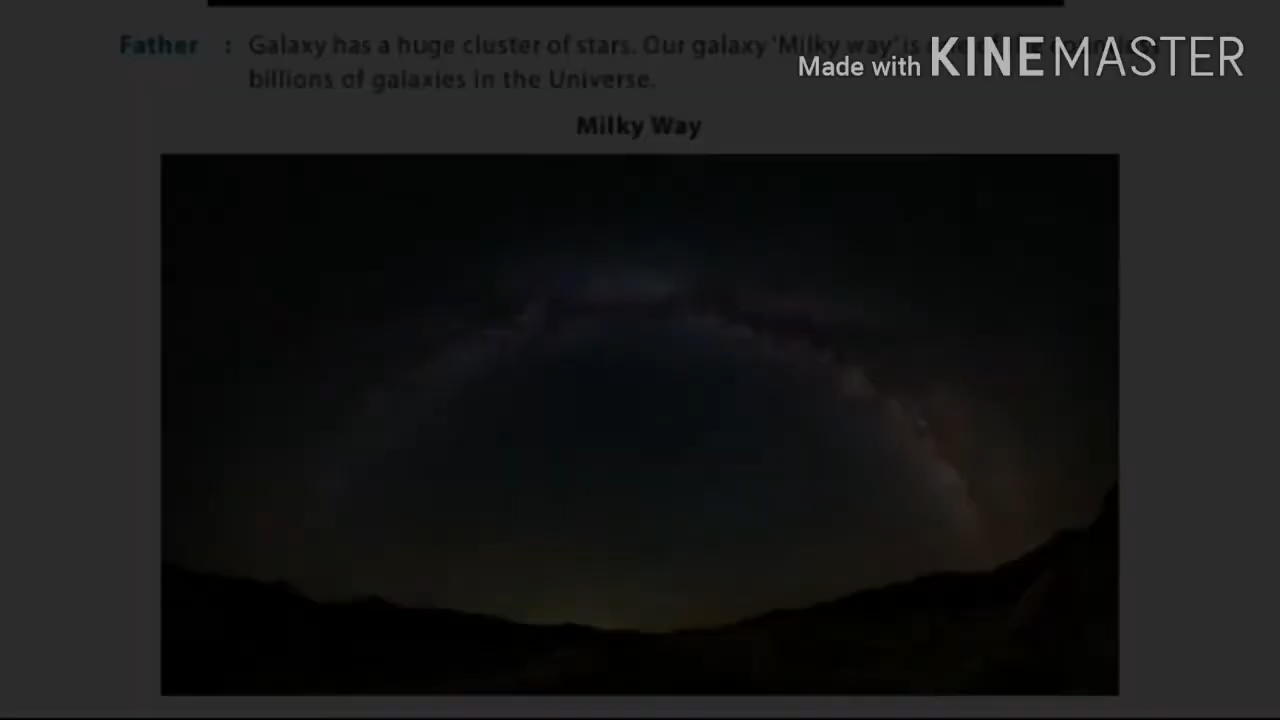 Father : Galaxy has a huge cluster of stars. Our galaxy 'Milky way' is
Made with KINEMASTER
billions of galaxies in the Universe.
Milky Way